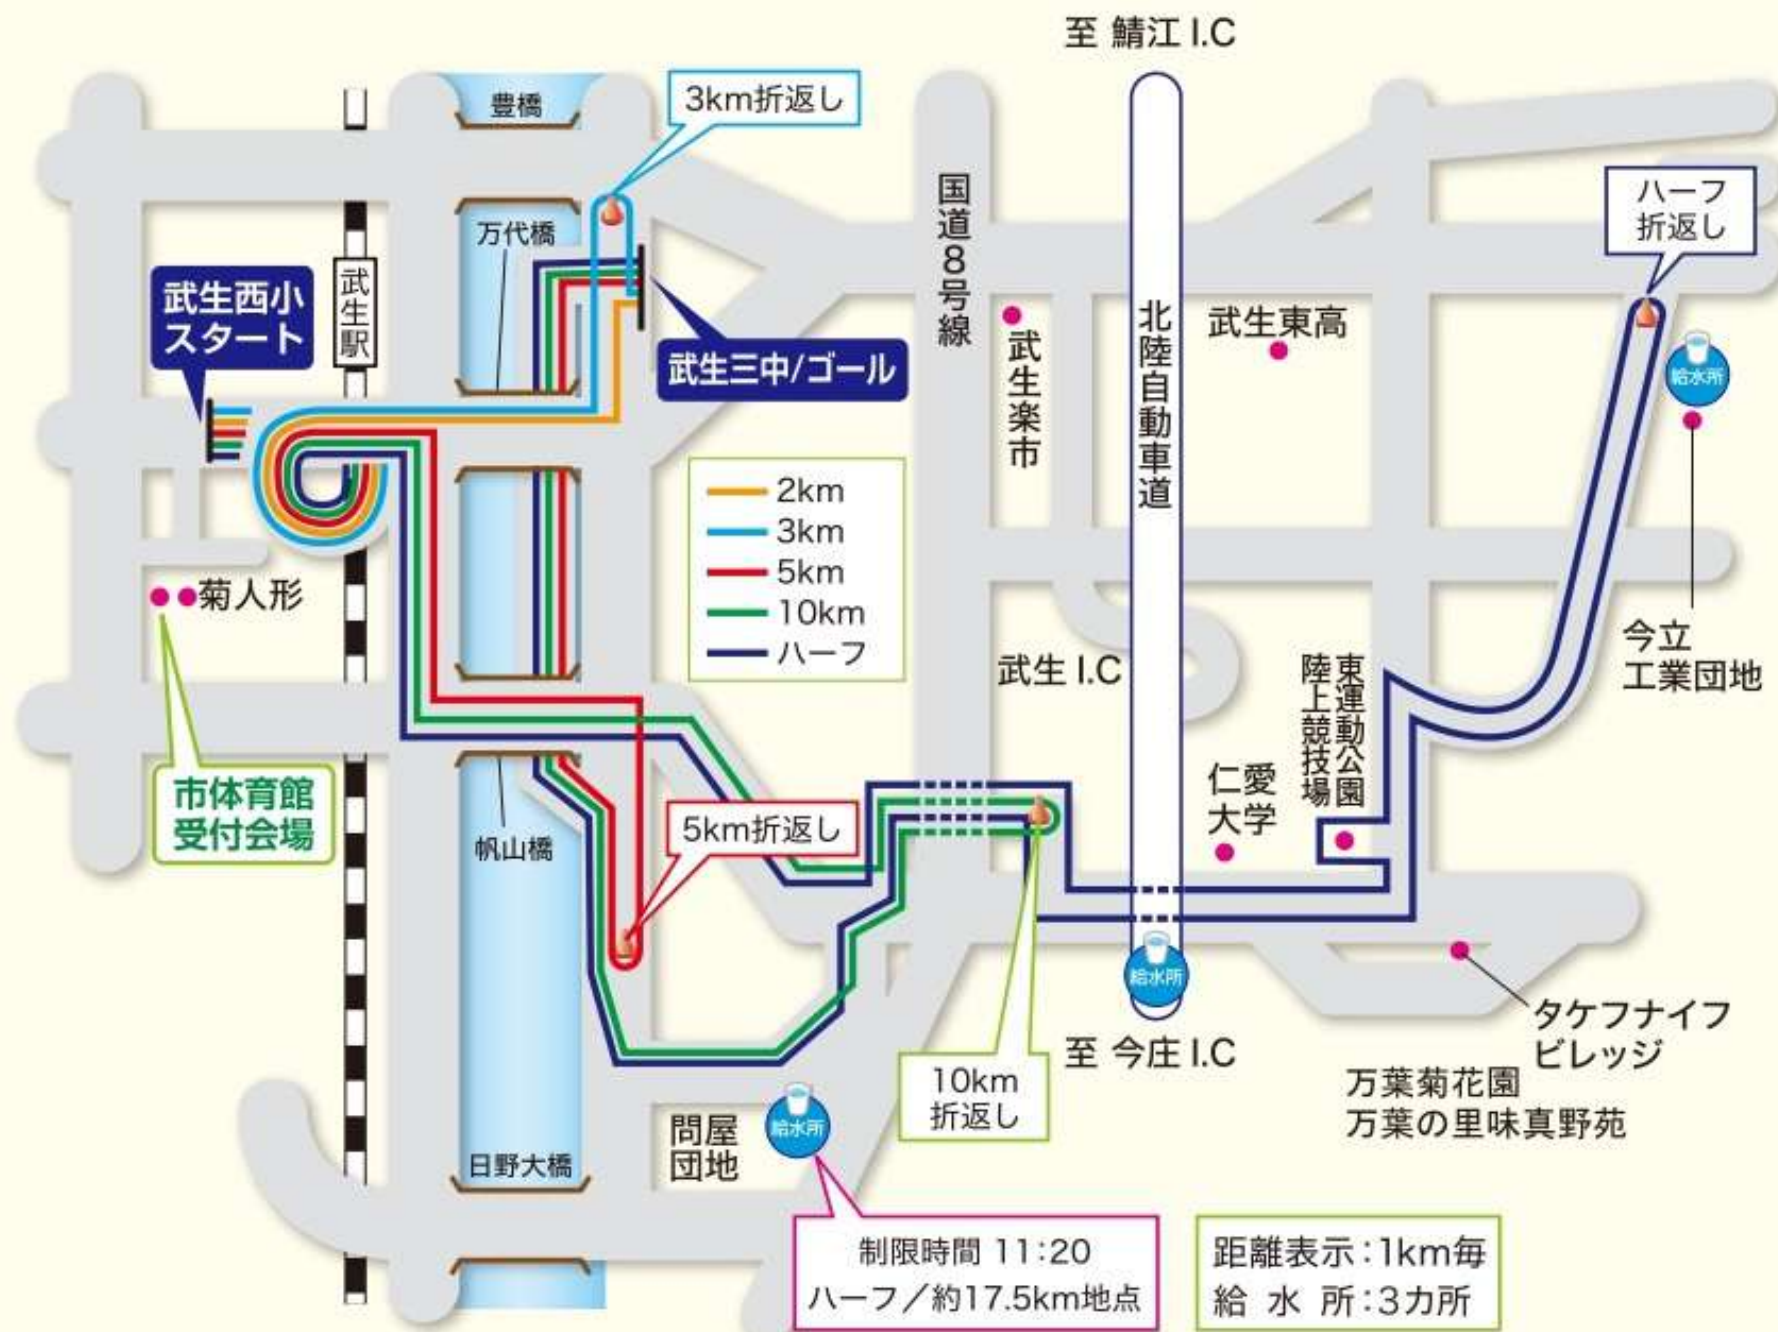 至 鯖江 I.C
豊橋
3km折返し
国道8号線
ハーフ
折返し
万代橋
武生西小
スタート
武生駅
武生三中/ゴール
武生楽市
北陸自動車道
武生東高
給水所
2km
3km
5km
10km
ハーフ
菊人形
武生 I.C
東運動公園
陸上競技場
今立
工業団地
市体育館
受付会場
帆山橋
5km折返し
仁愛
大学
給水所
至 今庄 I.C
タケフナイフ
ビレッジ
万葉菊花園
万葉の里味真野苑
10km
折返し
問屋
団地
給水所
日野大橋
制限時間 11:20
ハーフ/約17.5km地点
距離表示:1km毎
給 水 所:3カ所